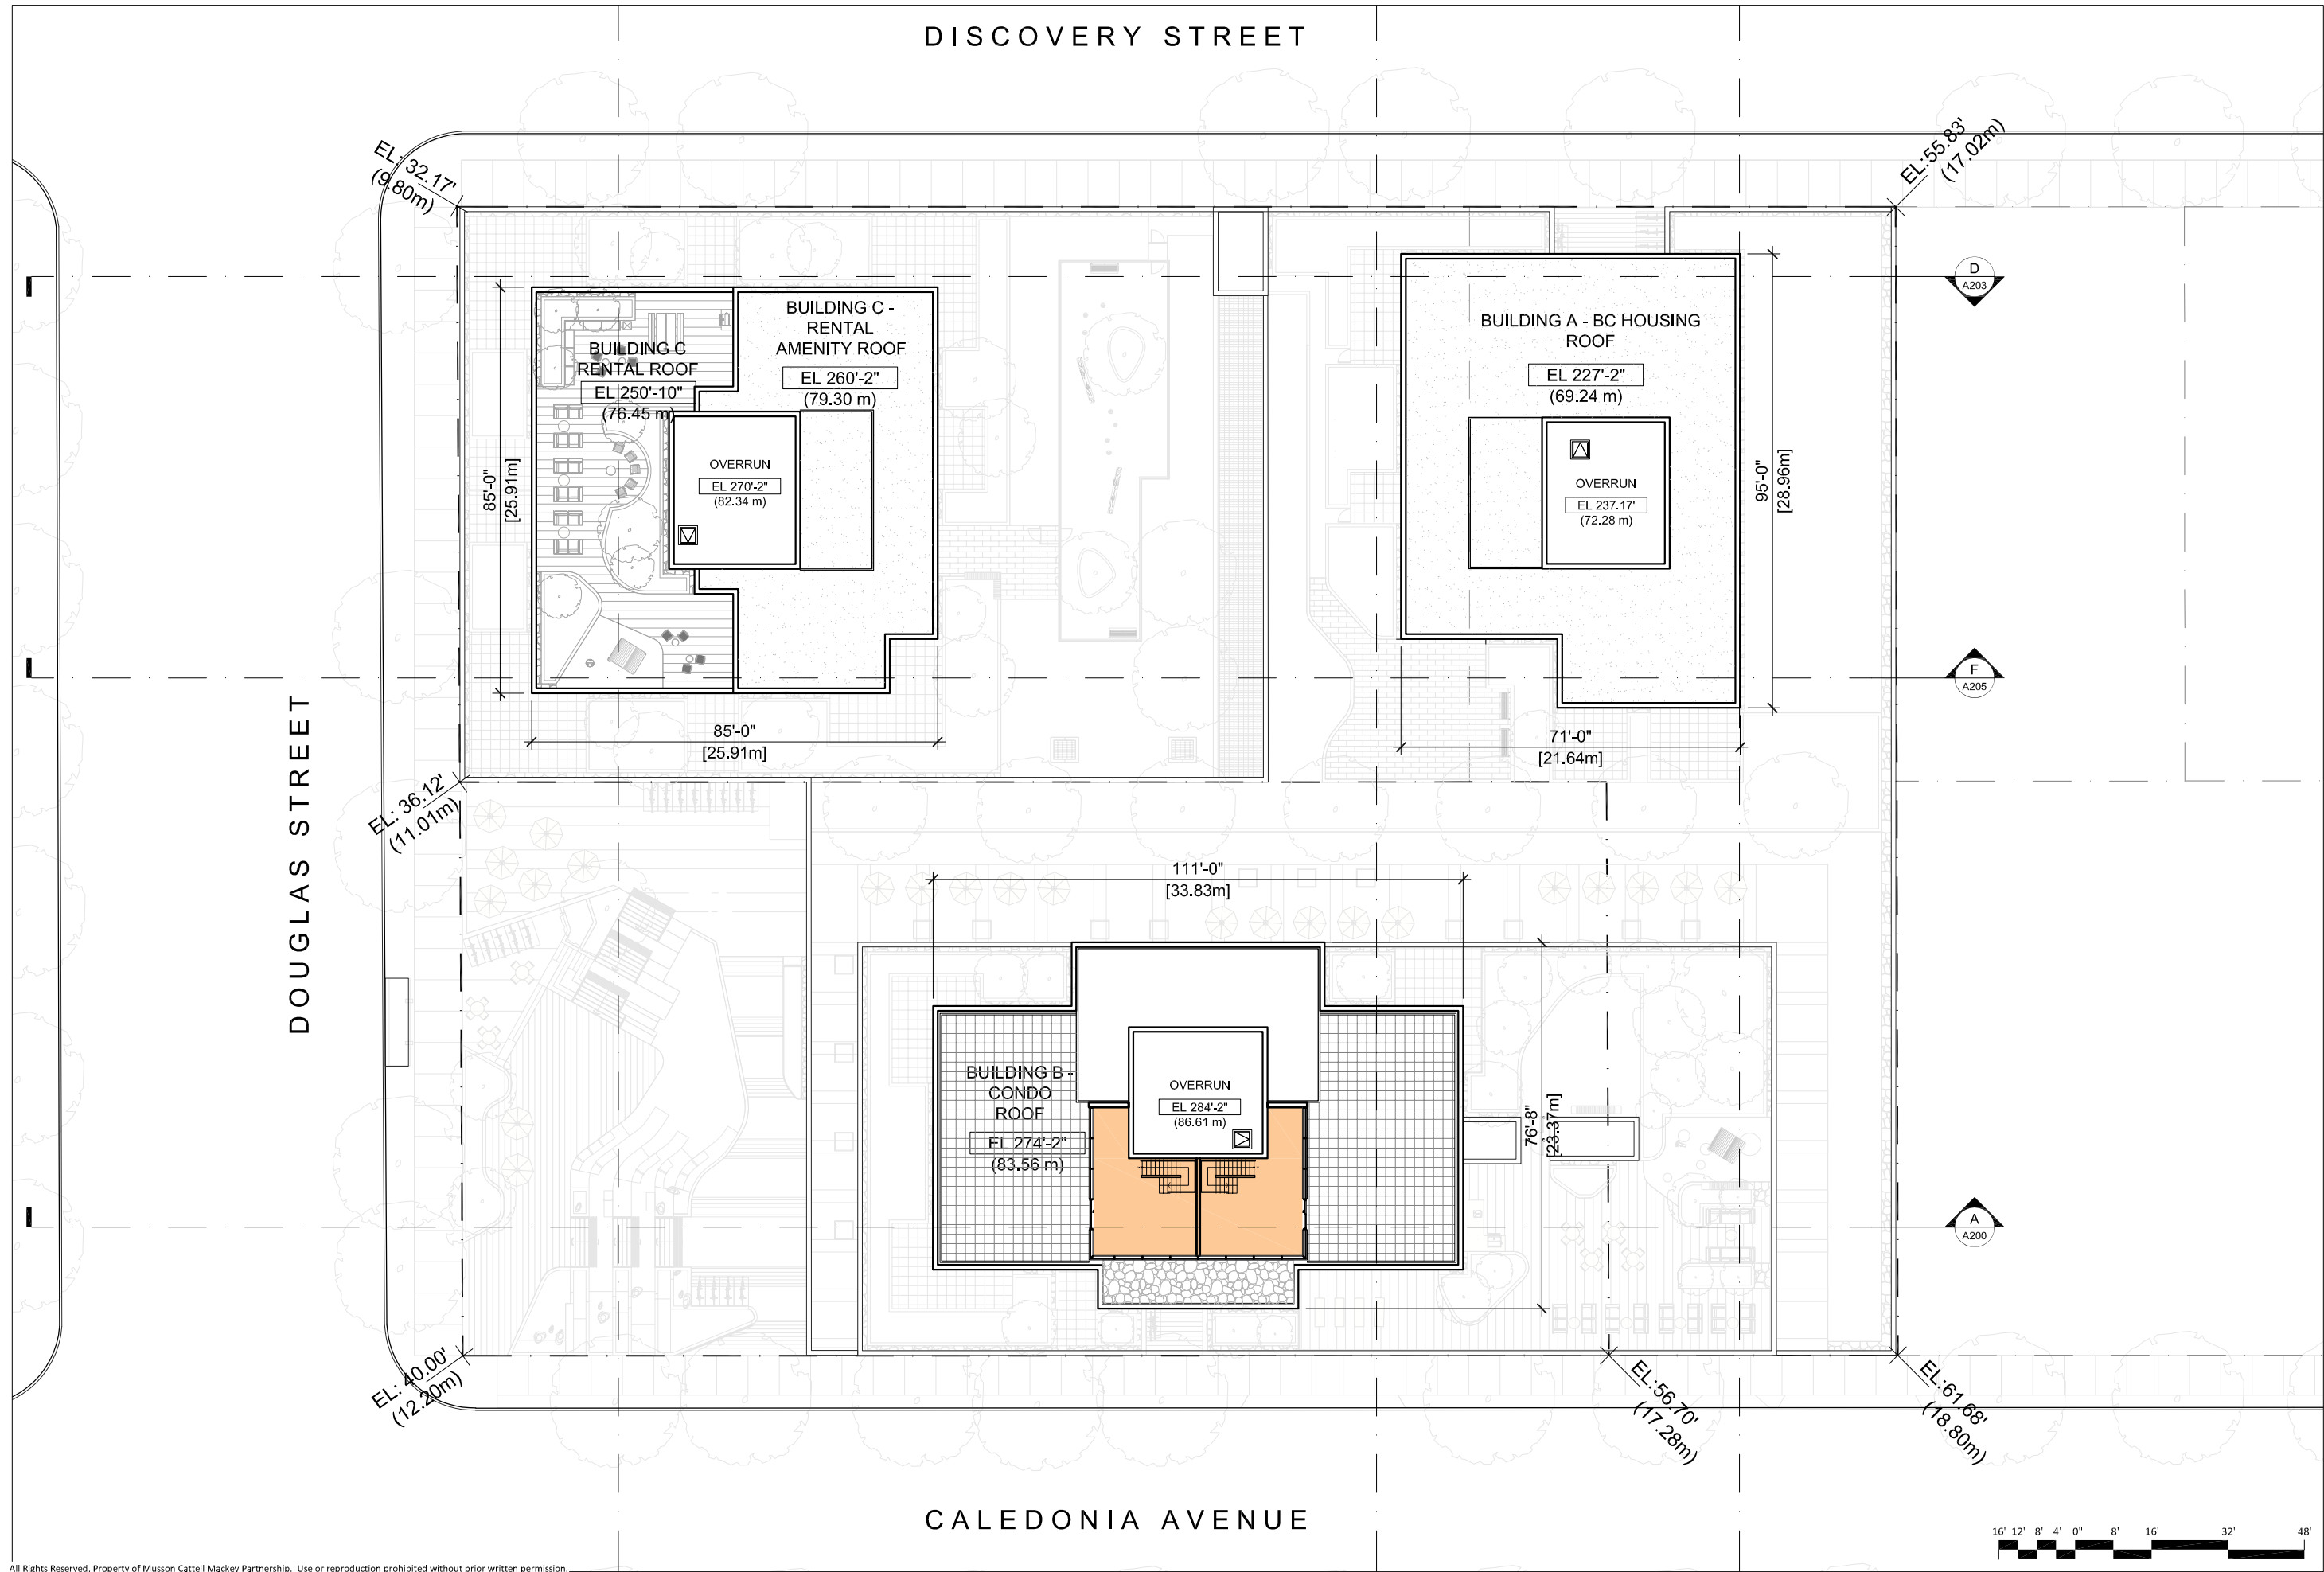 DISCOVERY STREET
EL: 32.17'
(9.80m)
EL:55.83'
(17.02m)
D
A203
BUILDING C
RENTAL ROOF
EL 250'-10"
(76.45 m)
BUILDING C -
RENTAL
AMENITY ROOF
EL 260'-2"
(79.30 m)
BUILDING A - BC HOUSING
ROOF
EL 227'-2"
(69.24 m)
OVERRUN
EL 270'-2"
(82.34 m)
OVERRUN
EL 237.17'
(72.28 m)
85'-0"
[25.91m]
95'-0"
[28.96m]
F
A205
85'-0"
[25.91m]
71'-0"
[21.64m]
DOUGLAS STREET
EL: 36.12'
(11.01m)
111'-0"
[33.83m]
BUILDING B -
CONDO
ROOF
EL 274'-2"
(83.56 m)
OVERRUN
EL 284'-2"
(86.61 m)
76'-8"
[23.37m]
A
A200
EL: 40.00'
(12.20m)
EL:56.70'
(17.28m)
EL:61.68'
(18.80m)
CALEDONIA AVENUE
16' 12' 8' 4' 0" 8' 16' 32' 48'
All Rights Reserved. Property of Musson Cattell Mackey Partnership. Use or reproduction prohibited without prior written permission.